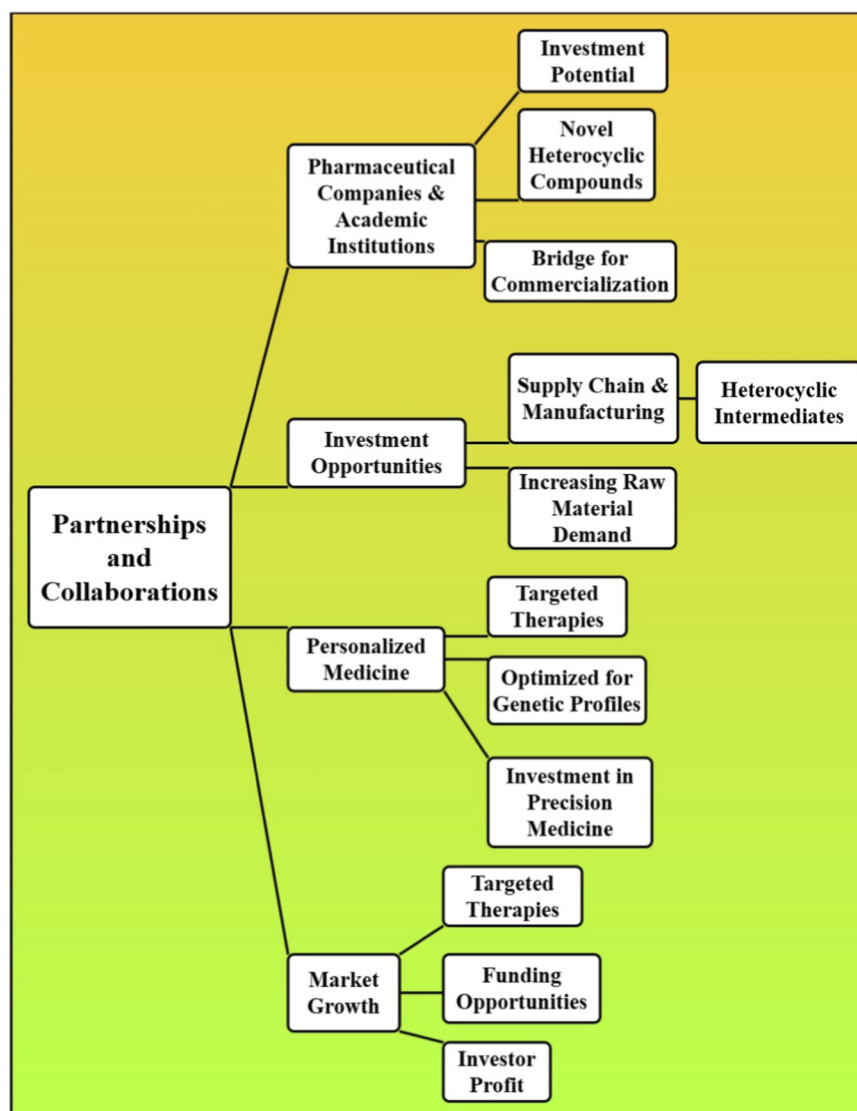 Investment
Potential
Novel
Heterocyclic
Compounds
Pharmaceutical
Companies &
Academic
Institutions
Bridge for
Commercialization
Supply Chain &
Manufacturing
Heterocyclic
Intermediates
Investment
Opportunities
Increasing Raw
Material
Demand
Partnerships
and
Collaborations
Targeted
Therapies
Personalized
Medicine
Optimized for
Genetic Profiles
Investment in
Precision
Medicine
Targeted
Therapies
Market
Growth
Funding
Opportunities
Investor
Profit